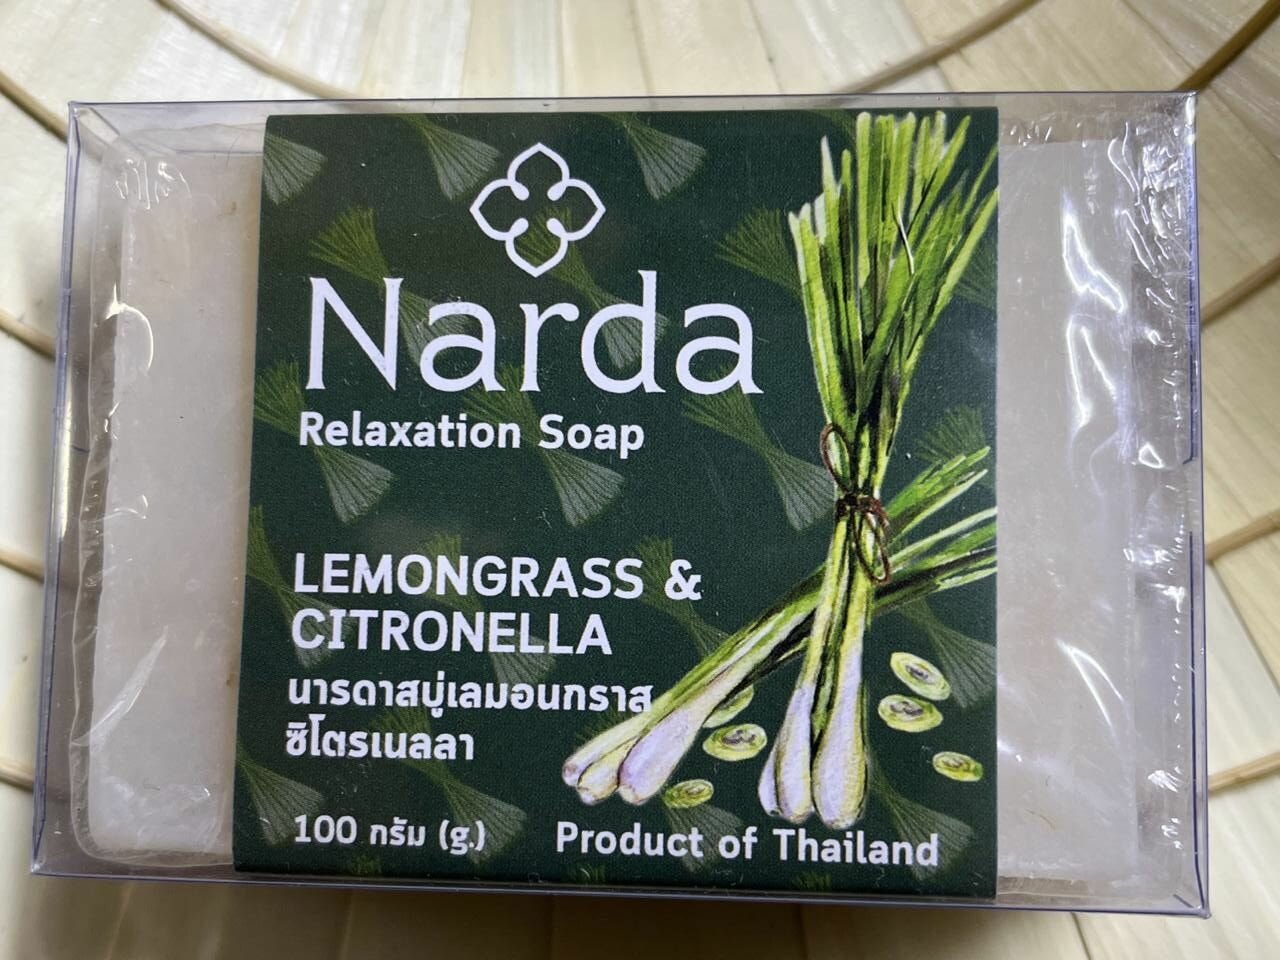 Narda
Relaxation Soap
LEMONGRASS &
CITRONELLA
นารดาสบู่เลมอนกราส
ซิโตรเนลลา
100 กรัม (g.)
Product of Thailand